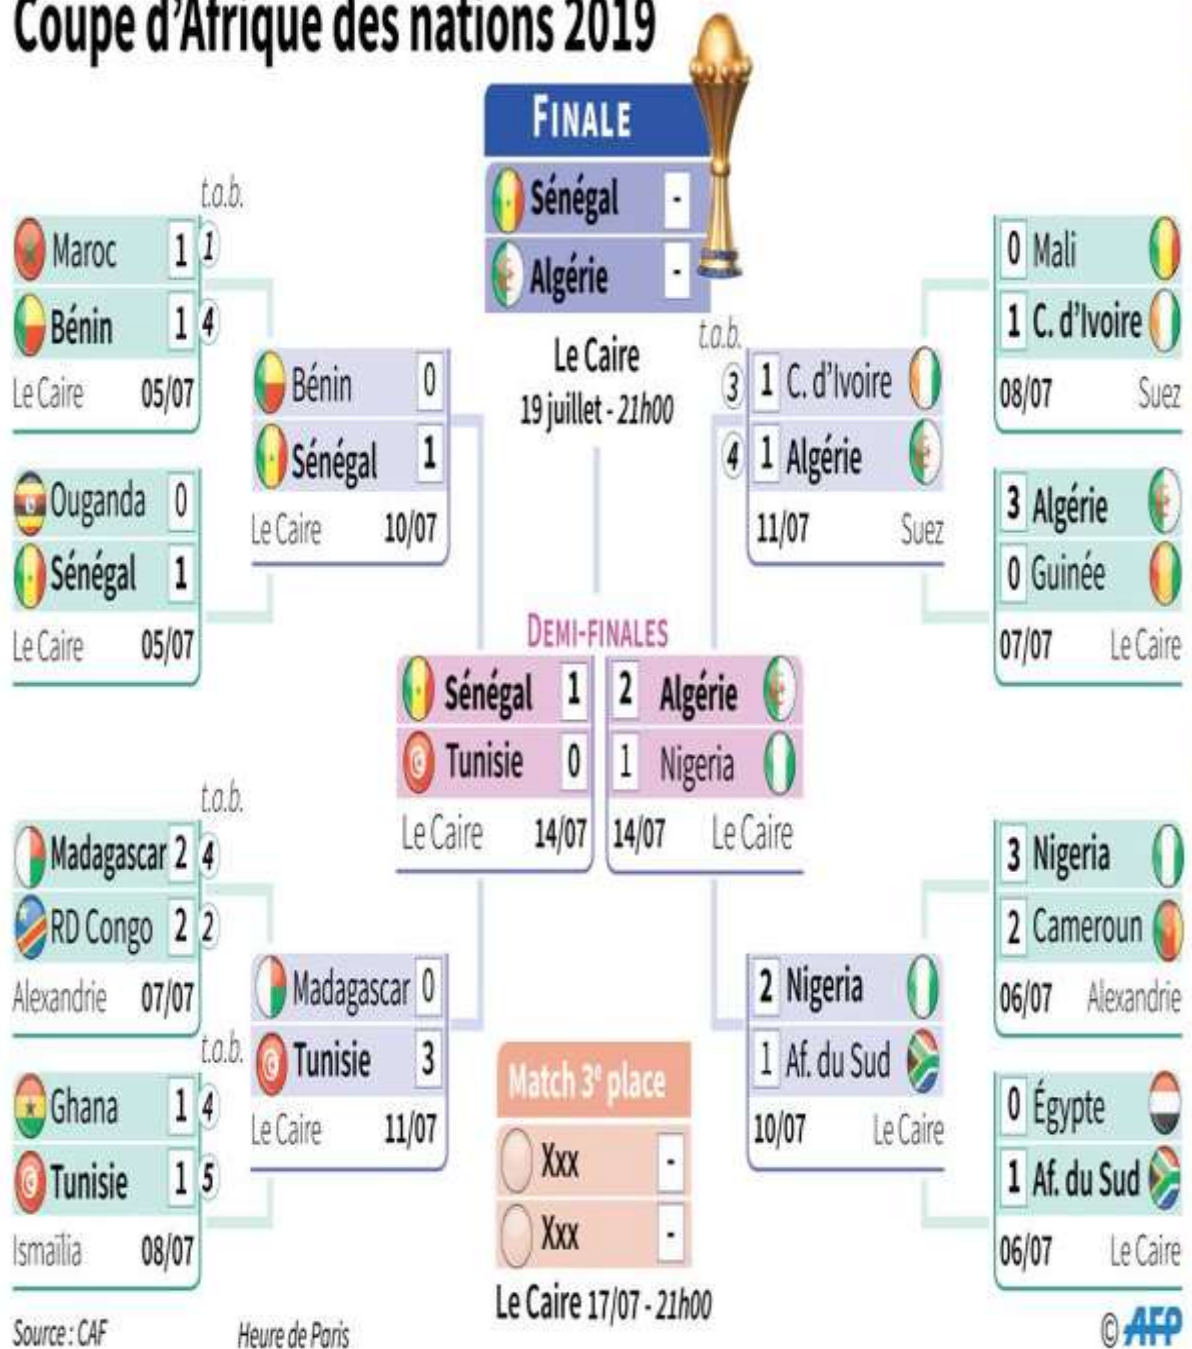 Coupe d'Afrique des nations 2019
FINALE
Sénégal -
Algérie -
Le Caire
19 juillet - 21h00
t.a.b.
Maroc 1 1
Bénin 1 4
Le Caire 05/07
Ouganda 0
Sénégal 1
Le Caire 05/07
Bénin 0
Sénégal 1
Le Caire 10/07
t.a.b.
3 1 C. d'Ivoire
4 1 Algérie
11/07 Suez
0 Mali
1 C. d'Ivoire
08/07 Suez
3 Algérie
0 Guinée
07/07 Le Caire
DEMI-FINALES
Sénégal 1
Tunisie 0
Le Caire 14/07
2 Algérie
1 Nigeria
14/07 Le Caire
t.a.b.
Madagascar 2 4
RD Congo 2 2
Alexandrie 07/07
t.a.b.
Ghana 1 4
Tunisie 1 5
Ismaïlia 08/07
Madagascar 0
Tunisie 3
Le Caire 11/07
Match 3e place
Xxx -
Xxx -
Le Caire 17/07 - 21h00
2 Nigeria
1 Af. du Sud
10/07 Le Caire
3 Nigeria
2 Cameroun
06/07 Alexandrie
0 Égypte
1 Af. du Sud
06/07 Le Caire
Source : CAF
Heure de Paris
© AFP